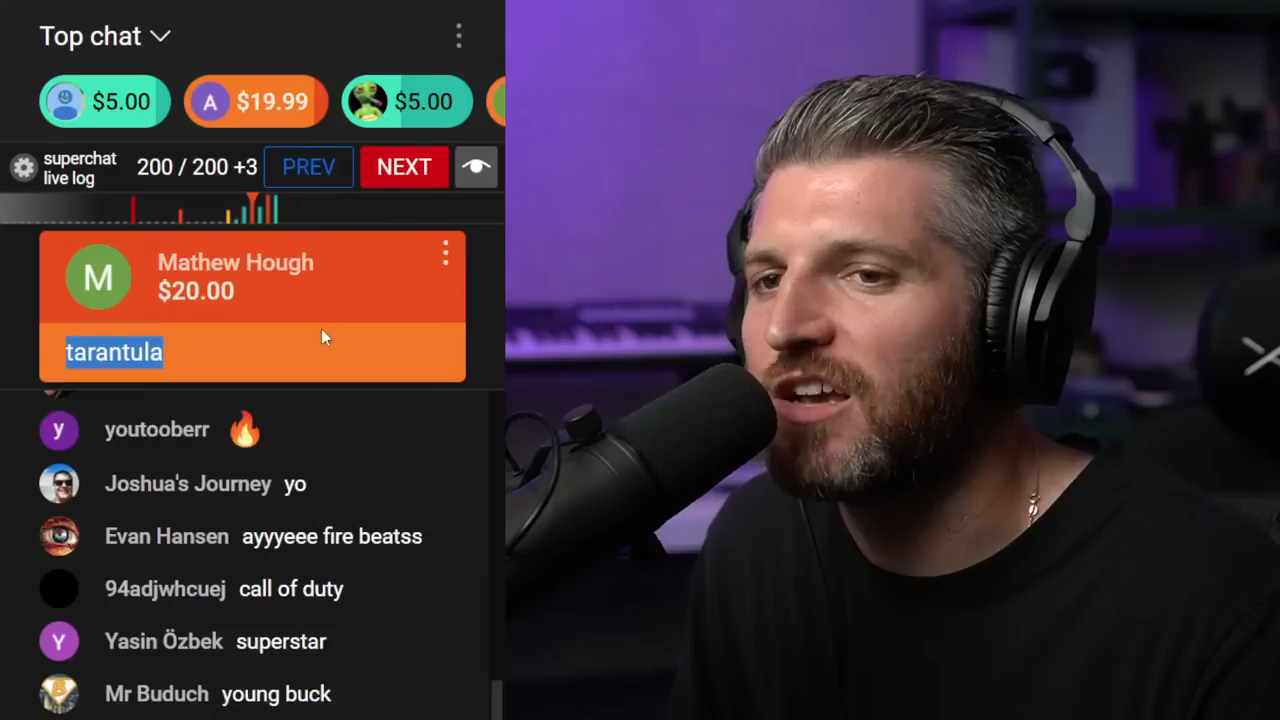 Top chat
$5.00
A $19.99
$5.00
superchat
live log
200 / 200 +3
PREV
NEXT
M
Mathew Hough
$20.00
tarantula
y youtooberr 🔥
Joshua's Journey yo
Evan Hansen ayyyeee fire beatss
94adjwhcuej call of duty
Y Yasin Özbek superstar
Mr Buduch young buck